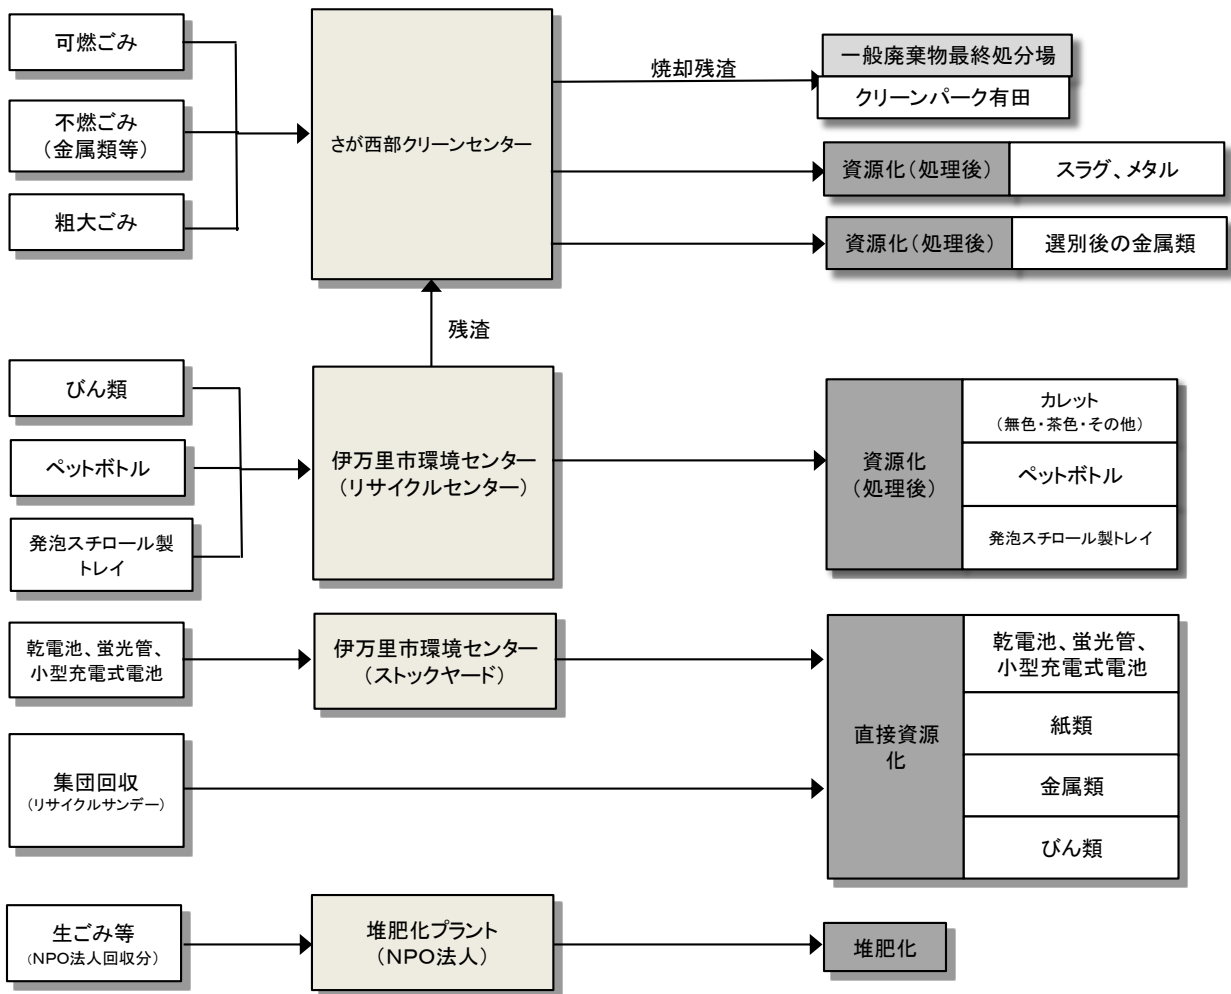 可燃ごみ
不燃ごみ
(金属類等)
粗大ごみ
さが西部クリーンセンター
焼却残渣
一般廃棄物最終処分場
クリーンパーク有田
資源化(処理後)
スラグ、メタル
資源化(処理後)
選別後の金属類
残渣
びん類
ペットボトル
発泡スチロール製
トレイ
伊万里市環境センター
(リサイクルセンター)
資源化
(処理後)
カレット
(無色・茶色・その他)
ペットボトル
発泡スチロール製トレイ
乾電池、蛍光管、
小型充電式電池
伊万里市環境センター
(ストックヤード)
集団回収
(リサイクルサンデー)
直接資源
化
乾電池、蛍光管、
小型充電式電池
紙類
金属類
びん類
生ごみ等
(NPO法人回収分)
堆肥化プラント
(NPO法人)
堆肥化